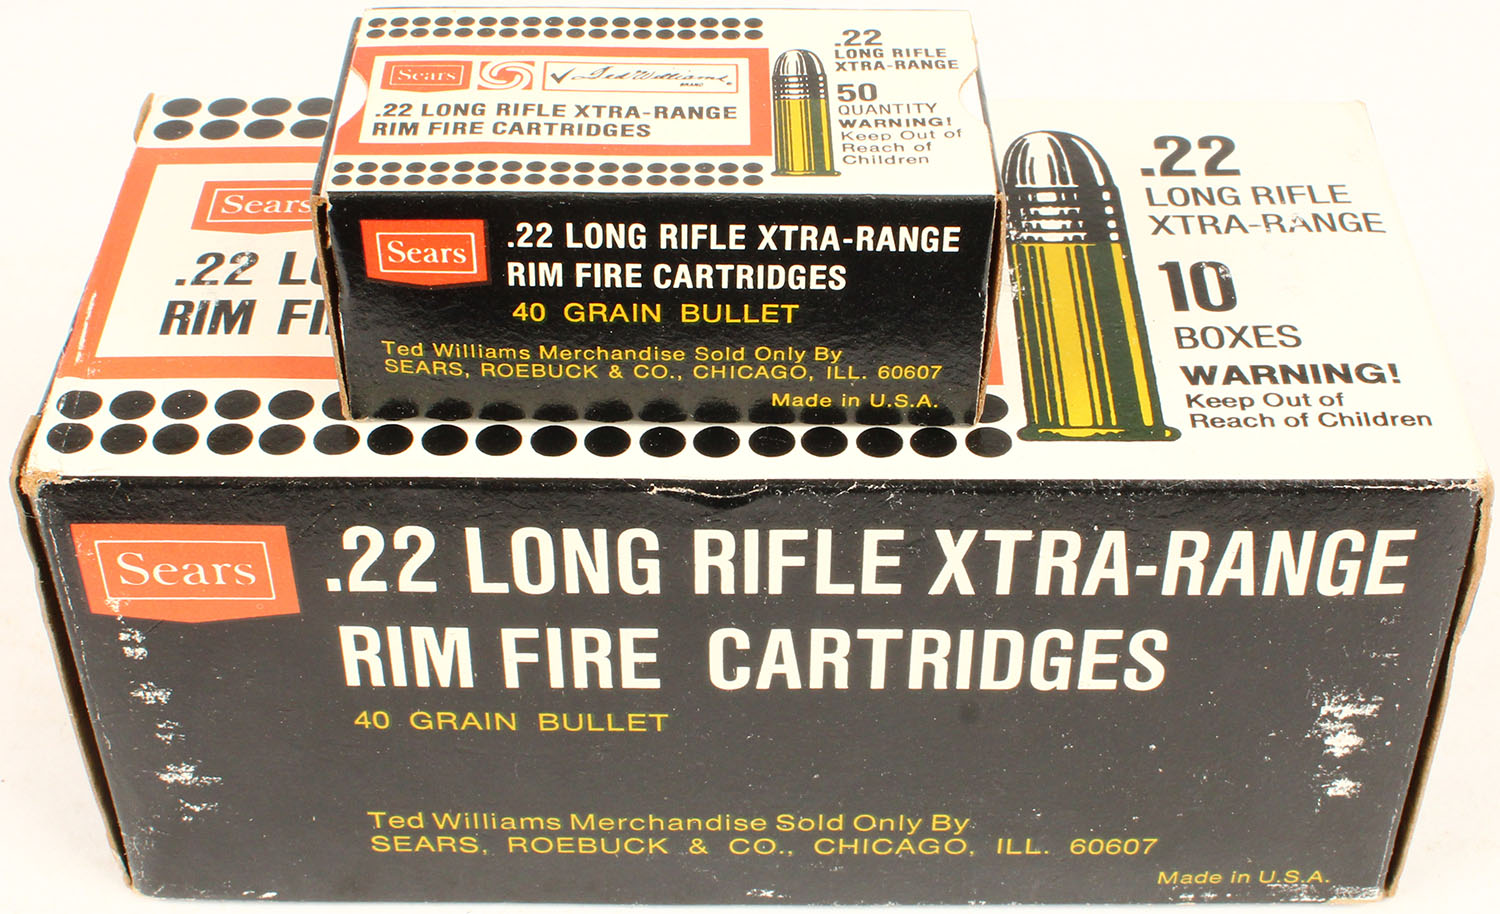 Sears
Ted Williams
BRAND
.22 LONG RIFLE XTRA-RANGE
RIM FIRE CARTRIDGES
.22
LONG RIFLE
XTRA-RANGE
50
QUANTITY
WARNING!
Keep Out of
Reach of
Children
Sears
.22 LONG RIFLE XTRA-RANGE
RIM FIRE CARTRIDGES
40 GRAIN BULLET
Ted Williams Merchandise Sold Only By
SEARS, ROEBUCK & CO., CHICAGO, ILL. 60607
Made in U.S.A.
Sears
.22
RIM
.22
LONG RIFLE
XTRA-RANGE
10
BOXES
WARNING!
Keep Out of
Reach of Children
Sears
.22 LONG RIFLE XTRA-RANGE
RIM FIRE CARTRIDGES
40 GRAIN BULLET
Ted Williams Merchandise Sold Only By
SEARS, ROEBUCK & CO., CHICAGO, ILL. 60607
Made in U.S.A.